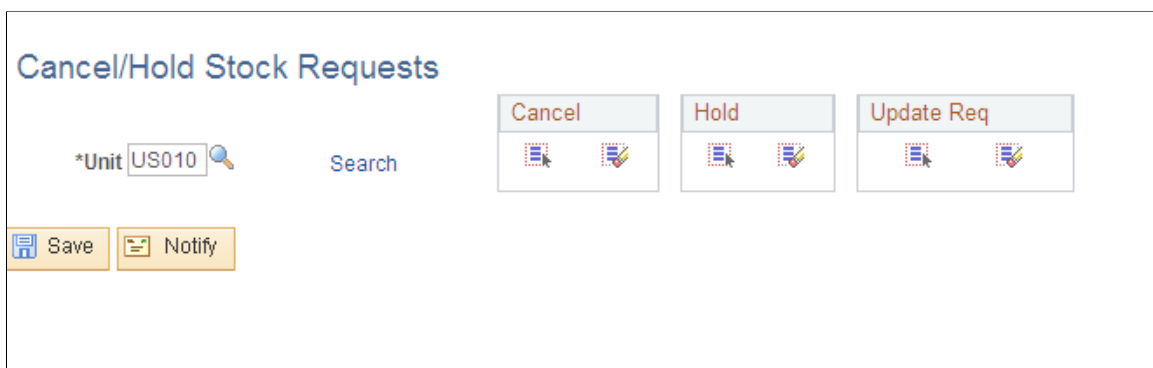 Cancel/Hold Stock Requests
Cancel Hold Update Req
*Unit US010 Search
Save Notify